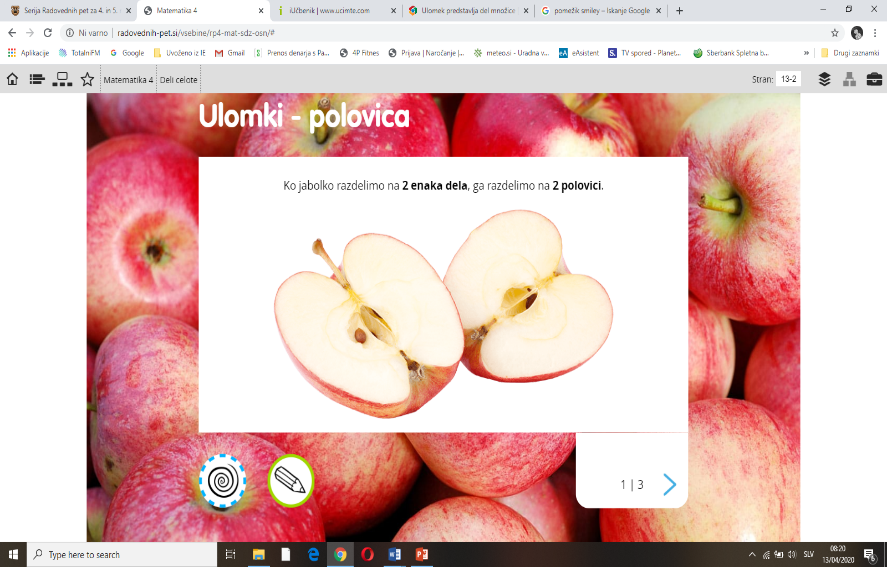 Serija Radovednih pet za 4. in 5.
Matematika 4
iUčbenik | www.ucimte.com
Ulomek predstavlja del množice
pomežik smiley – Iskanje Google
Ni varno | radovednih-pet.si/vsebine/rp4-mat-sdz-osn/#
Aplikacije TotalniFM Google Uvoženo iz IE Gmail Prenos denarja s Pa... 4P Fitnes Prijava | Naročanje |... meteo.si - Uradna v... eAsistent TV spored - Planet... Sberbank Spletna b... » Drugi zaznamki
Matematika 4 Deli celote Stran: 13-2
Ulomki - polovica
Ko jabolko razdelimo na 2 enaka dela, ga razdelimo na 2 polovici.
1 | 3
Type here to search
SLV
08:20
13/04/2020
6